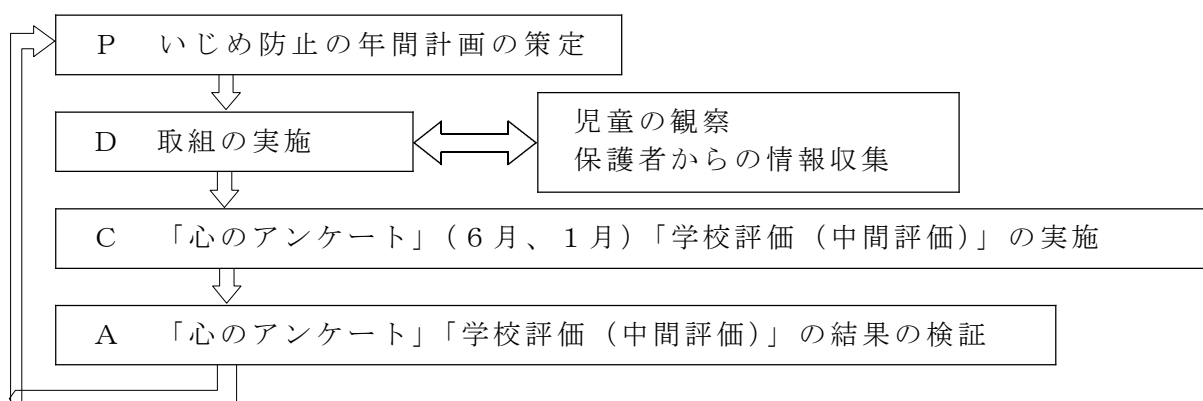 P いじめ防止の年間計画の策定
D 取組の実施
児童の観察
保護者からの情報収集
C 「心のアンケート」（６月、１月）「学校評価（中間評価）」の実施
A 「心のアンケート」「学校評価（中間評価）」の結果の検証